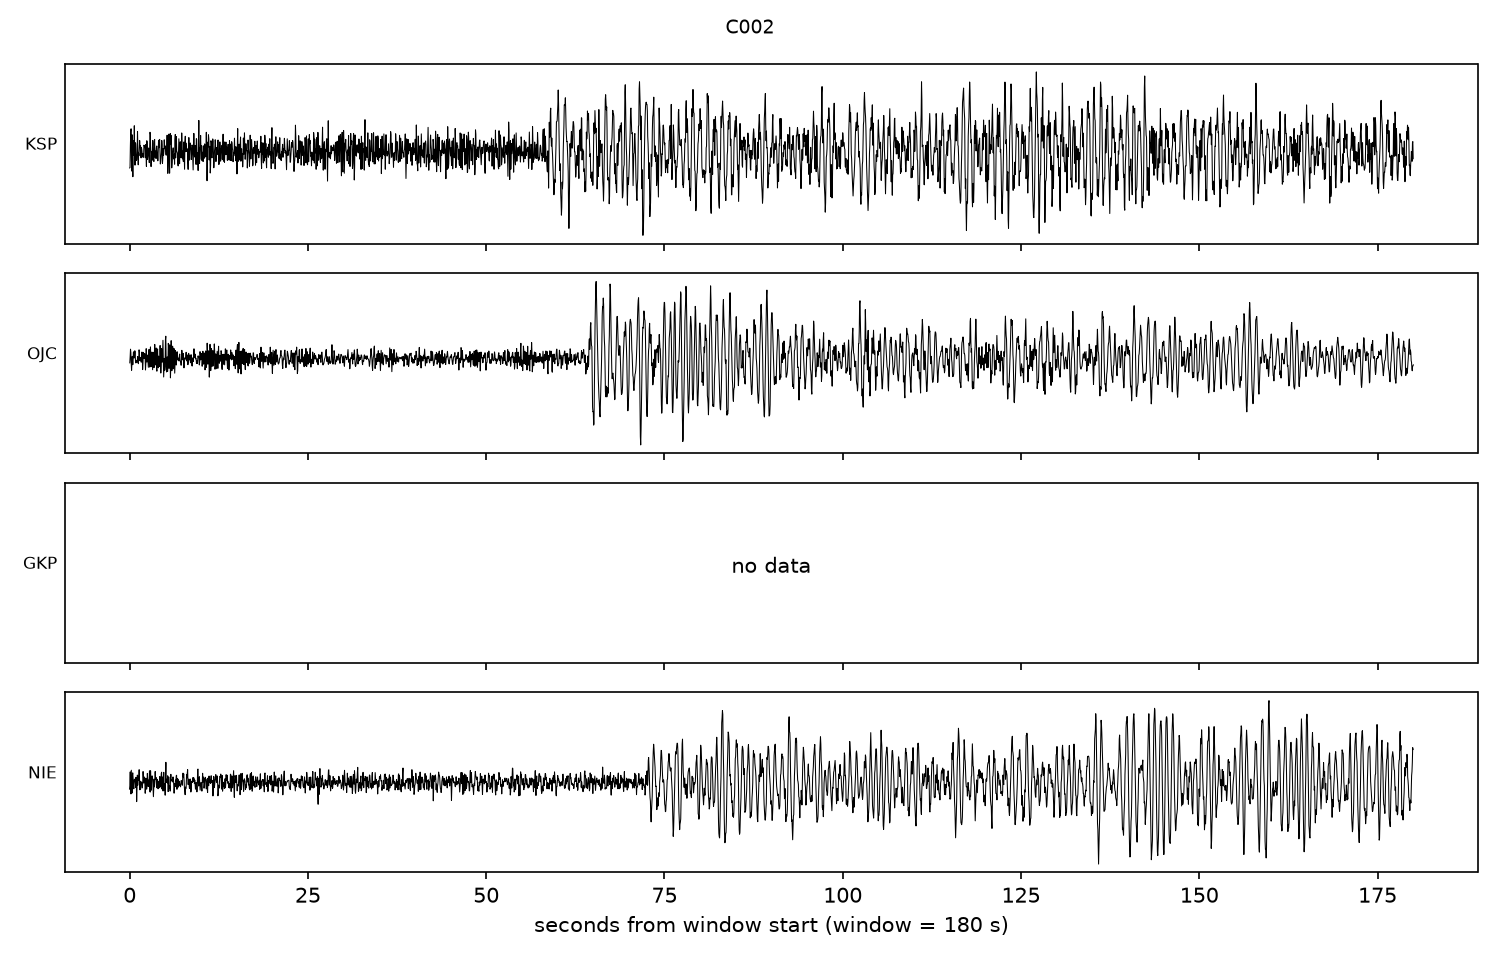 C002
KSP
OJC
GKP
no data
NIE
0 25 50 75 100 125 150 175
seconds from window start (window = 180 s)